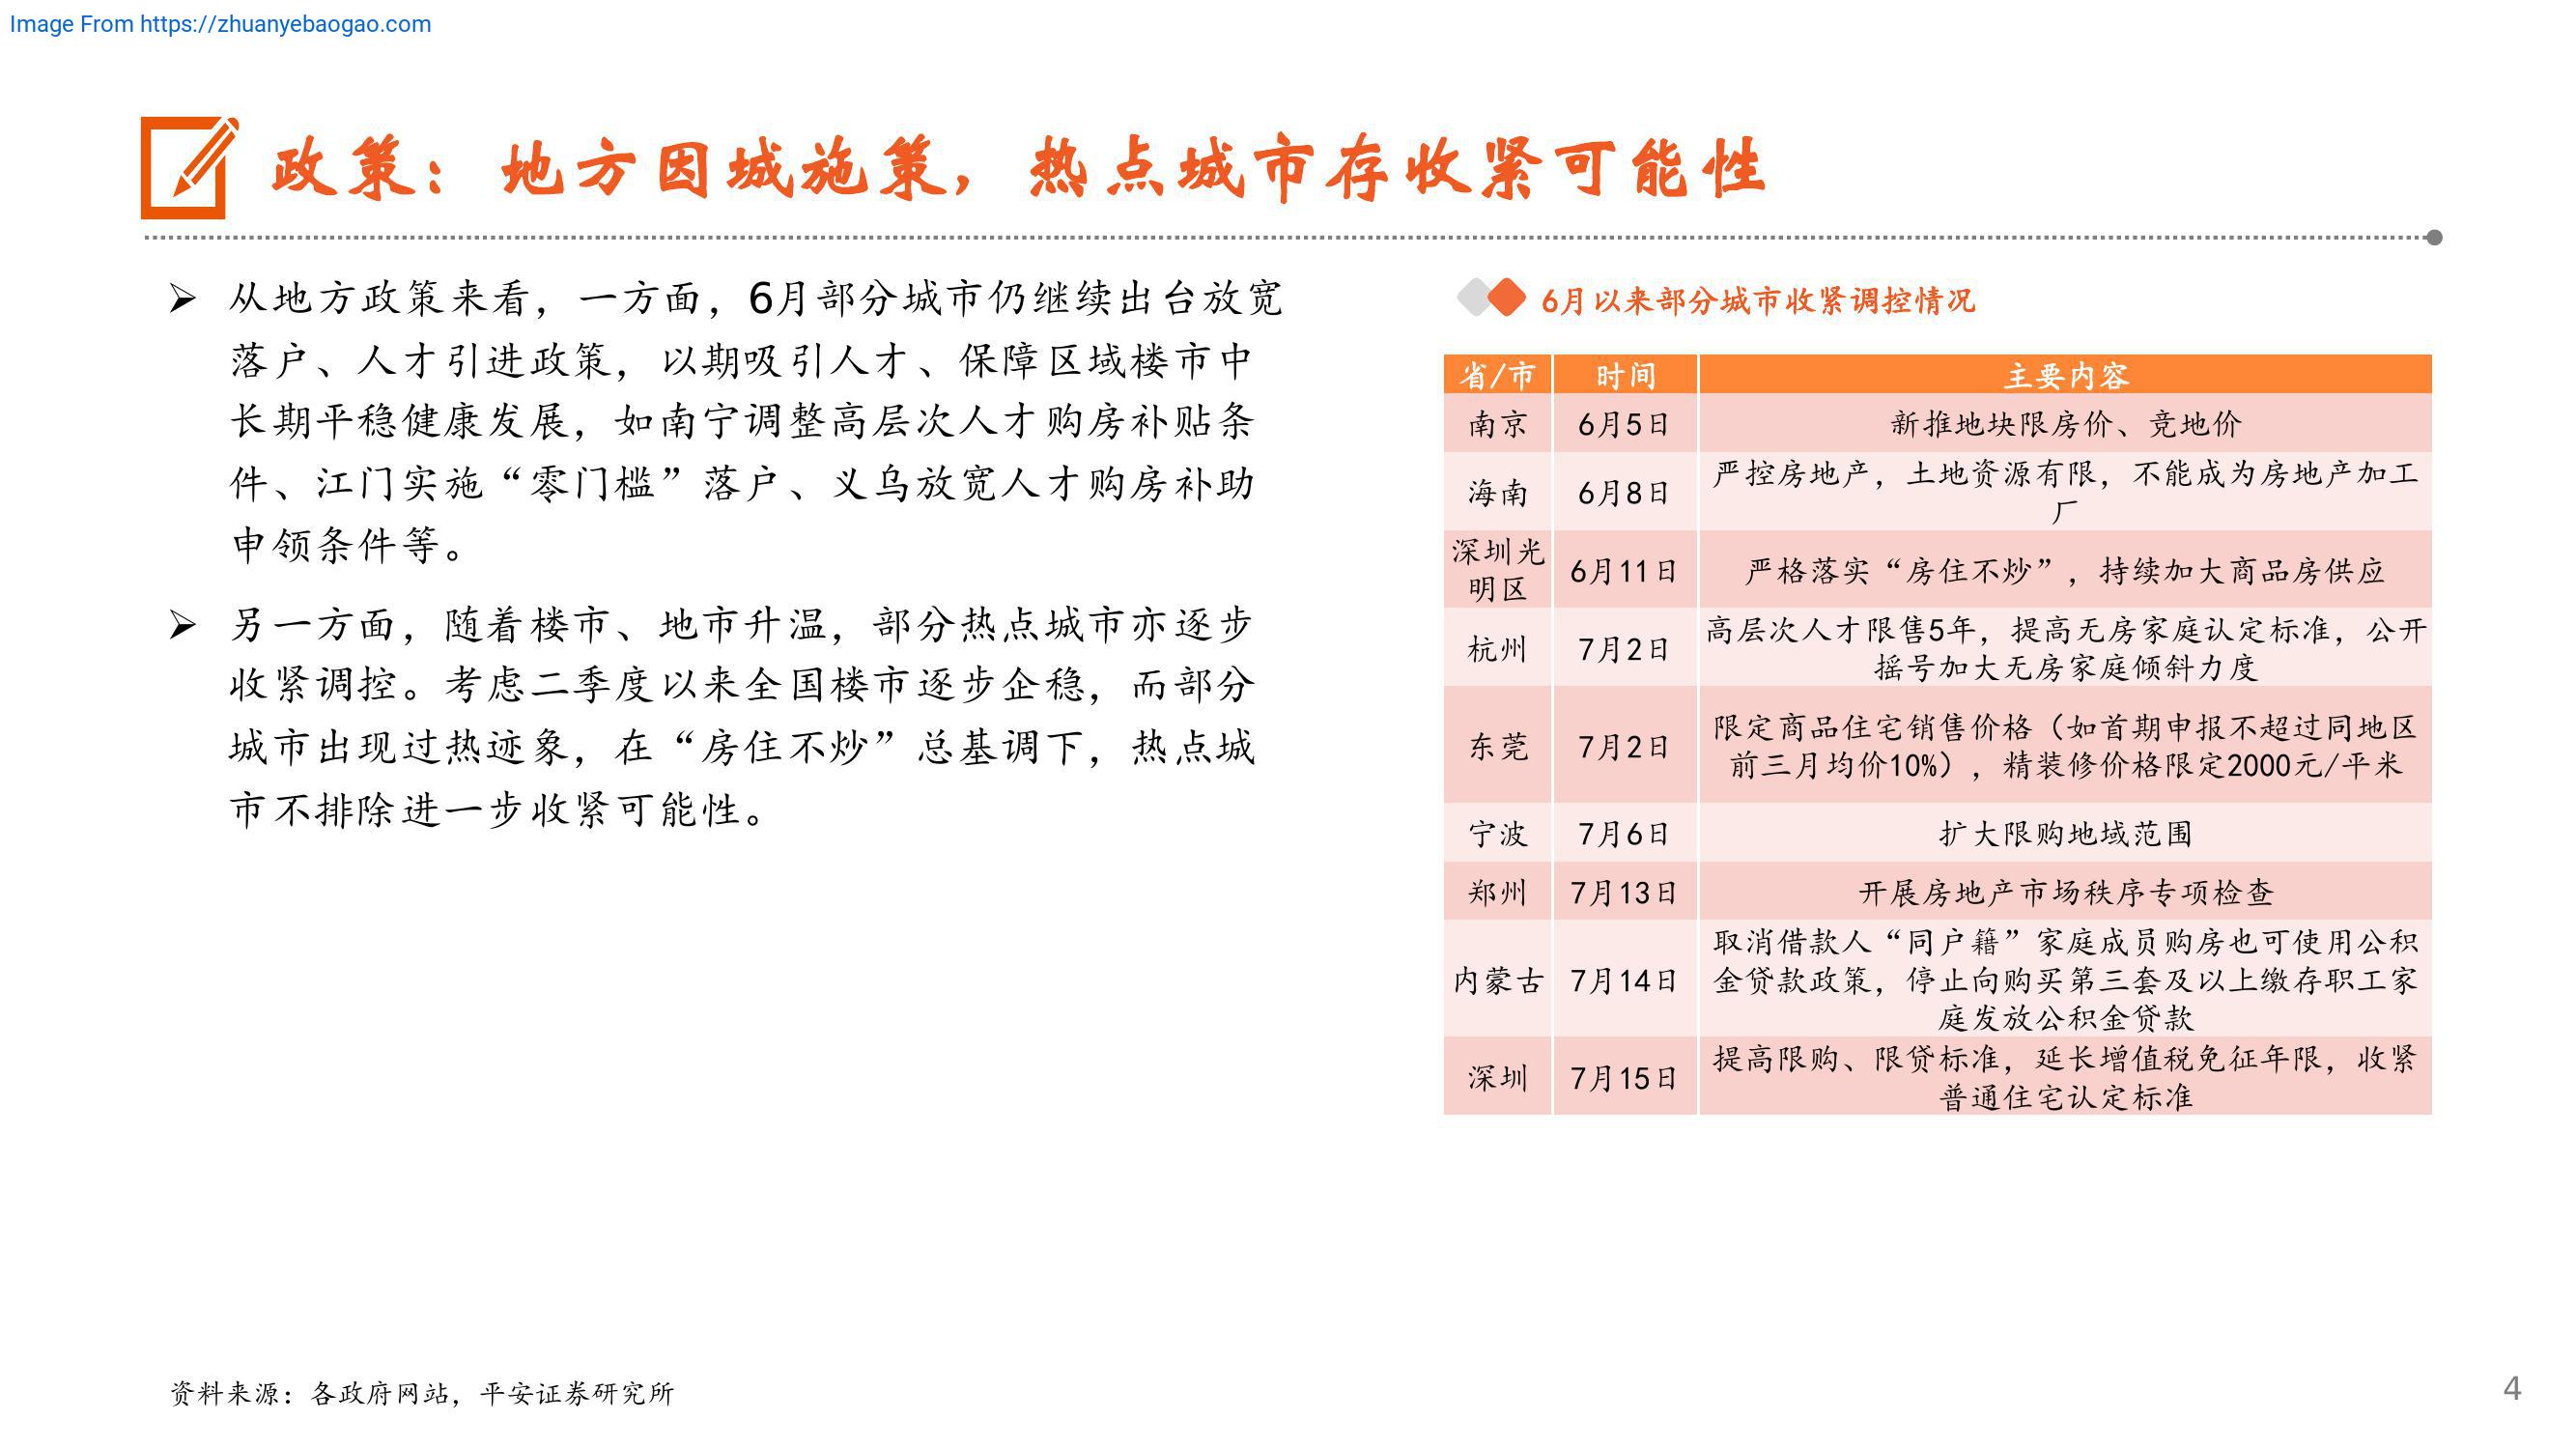 Image From https://zhuanyebaogao.com
政策：地方因城施策，热点城市存收紧可能性
➢ 从地方政策来看，一方面，6月部分城市仍继续出台放宽
落户、人才引进政策，以期吸引人才、保障区域楼市中
长期平稳健康发展，如南宁调整高层次人才购房补贴条
件、江门实施“零门槛”落户、义乌放宽人才购房补助
申领条件等。
➢ 另一方面，随着楼市、地市升温，部分热点城市亦逐步
收紧调控。考虑二季度以来全国楼市逐步企稳，而部分
城市出现过热迹象，在“房住不炒”总基调下，热点城
市不排除进一步收紧可能性。
6月以来部分城市收紧调控情况
省/市 时间 主要内容
南京 6月5日 新推地块限房价、竞地价
海南 6月8日 严控房地产，土地资源有限，不能成为房地产加工
厂
深圳光
明区 6月11日 严格落实“房住不炒”，持续加大商品房供应
杭州 7月2日 高层次人才限售5年，提高无房家庭认定标准，公开
摇号加大无房家庭倾斜力度
东莞 7月2日 限定商品住宅销售价格（如首期申报不超过同地区
前三月均价10%），精装修价格限定2000元/平米
宁波 7月6日 扩大限购地域范围
郑州 7月13日 开展房地产市场秩序专项检查
内蒙古 7月14日 取消借款人“同户籍”家庭成员购房也可使用公积
金贷款政策，停止向购买第三套及以上缴存职工家
庭发放公积金贷款
深圳 7月15日 提高限购、限贷标准，延长增值税免征年限，收紧
普通住宅认定标准
资料来源：各政府网站，平安证券研究所
4